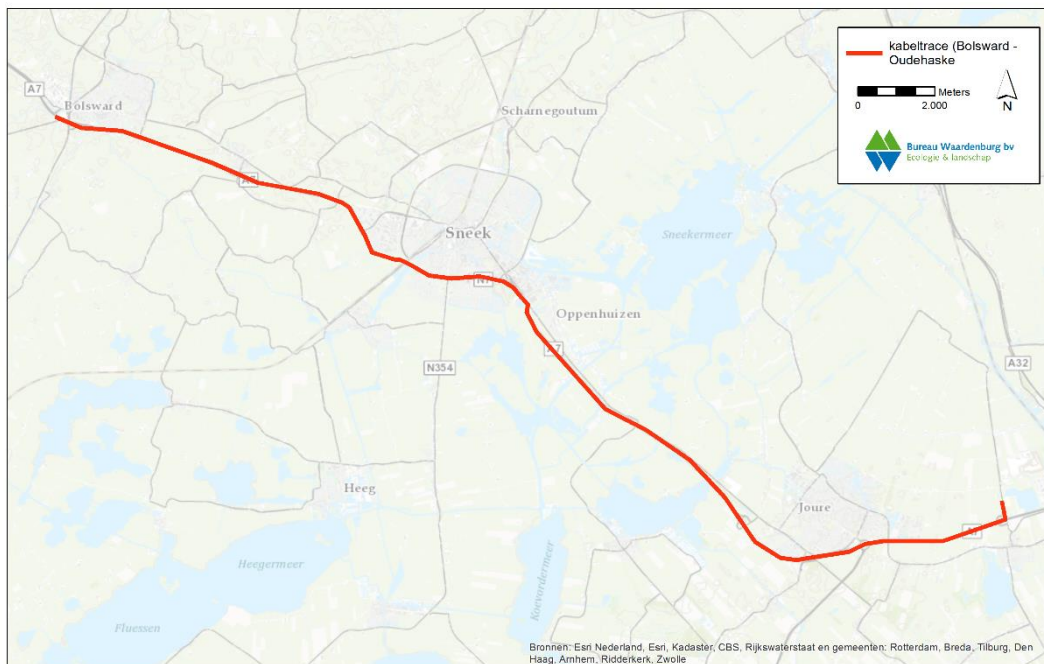 kabeltrace (Bolsward -
Oudehaske
Meters
0 2.000
N
Bureau Waardenburg bv
Ecologie & landschap
A7
Bolsward
Scharnegoutum
A7
Sneek
Sneekermeer
N7
Oppenhuizen
A7
N354
A32
Heeg
Joure
A7
Heegermeer
Koevordermeer
Fluessen
Bronnen: Esri Nederland, Esri, Kadaster, CBS, Rijkswaterstaat en gemeenten: Rotterdam, Breda, Tilburg, Den
Haag, Arnhem, Ridderkerk, Zwolle